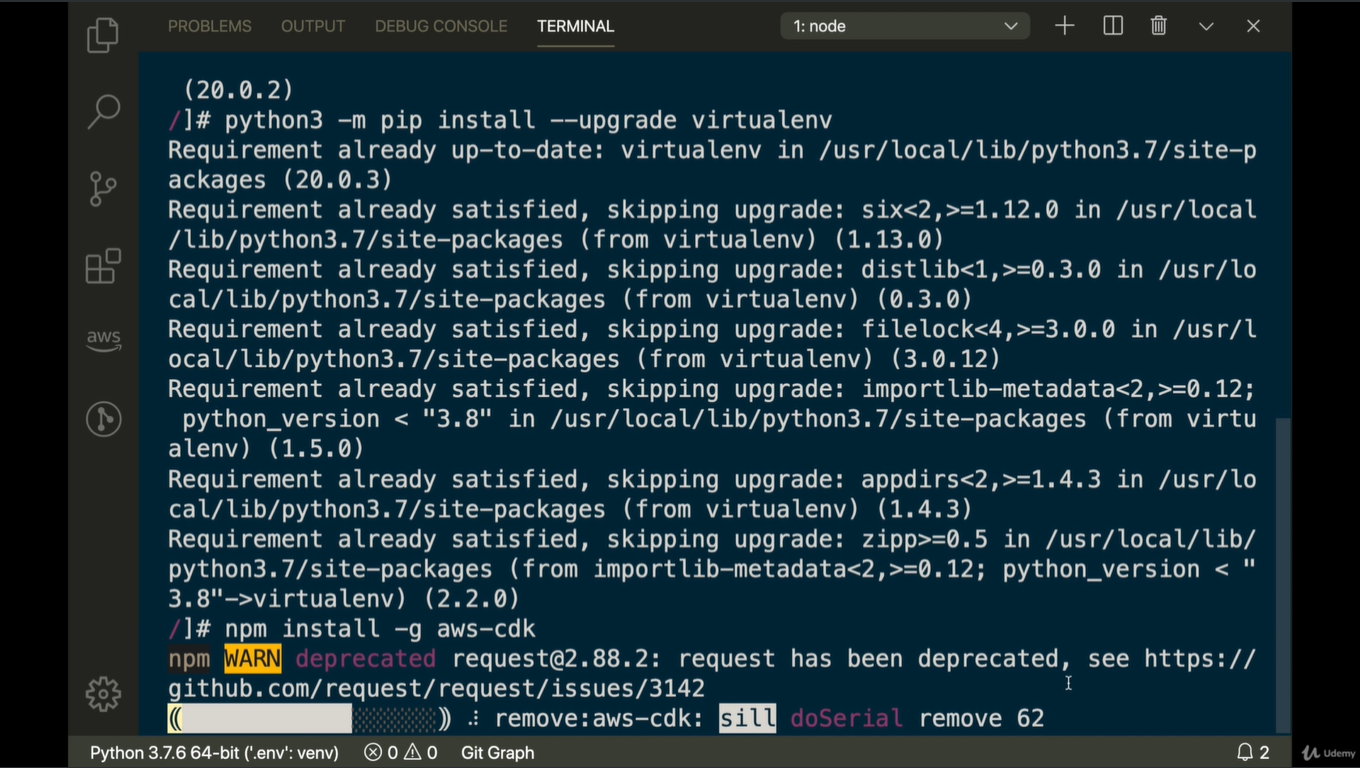 PROBLEMS OUTPUT DEBUG CONSOLE TERMINAL 1: node
(20.0.2)
/]# python3 -m pip install --upgrade virtualenv
Requirement already up-to-date: virtualenv in /usr/local/lib/python3.7/site-p
ackages (20.0.3)
Requirement already satisfied, skipping upgrade: six<2,>=1.12.0 in /usr/local
/lib/python3.7/site-packages (from virtualenv) (1.13.0)
Requirement already satisfied, skipping upgrade: distlib<1,>=0.3.0 in /usr/lo
cal/lib/python3.7/site-packages (from virtualenv) (0.3.0)
Requirement already satisfied, skipping upgrade: filelock<4,>=3.0.0 in /usr/l
ocal/lib/python3.7/site-packages (from virtualenv) (3.0.12)
Requirement already satisfied, skipping upgrade: importlib-metadata<2,>=0.12;
python_version < "3.8" in /usr/local/lib/python3.7/site-packages (from virtu
alenv) (1.5.0)
Requirement already satisfied, skipping upgrade: appdirs<2,>=1.4.3 in /usr/lo
cal/lib/python3.7/site-packages (from virtualenv) (1.4.3)
Requirement already satisfied, skipping upgrade: zipp>=0.5 in /usr/local/lib/
python3.7/site-packages (from importlib-metadata<2,>=0.12; python_version < "
3.8"->virtualenv) (2.2.0)
/]# npm install -g aws-cdk
npm WARN deprecated request@2.88.2: request has been deprecated, see https://
github.com/request/request/issues/3142
(( ░░░░░░)) ⠼ remove:aws-cdk: sill doSerial remove 62
aws
Python 3.7.6 64-bit ('.env': venv) 0 0 Git Graph 2
Udemy